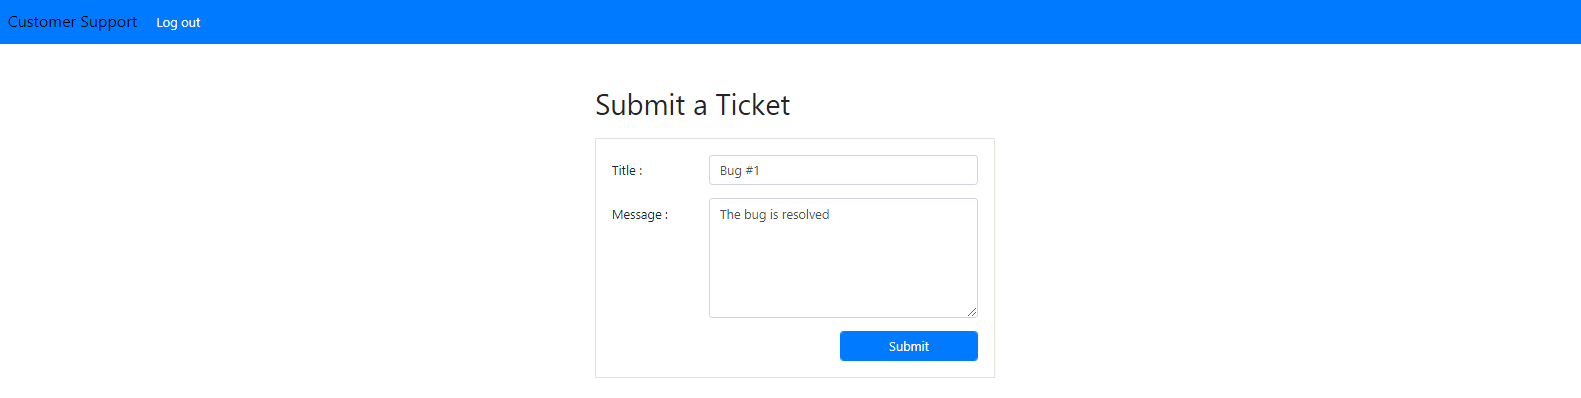 Customer Support Log out
Submit a Ticket
Title : Bug #1
Message : The bug is resolved
Submit